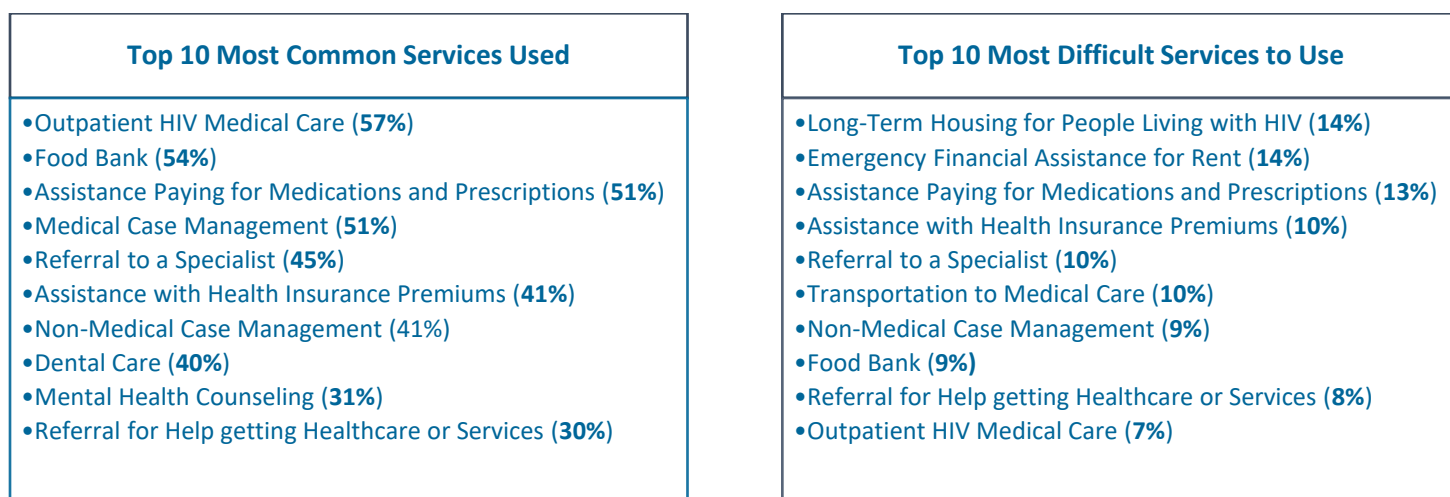 Top 10 Most Common Services Used
•Outpatient HIV Medical Care (57%)
•Food Bank (54%)
•Assistance Paying for Medications and Prescriptions (51%)
•Medical Case Management (51%)
•Referral to a Specialist (45%)
•Assistance with Health Insurance Premiums (41%)
•Non-Medical Case Management (41%)
•Dental Care (40%)
•Mental Health Counseling (31%)
•Referral for Help getting Healthcare or Services (30%)
Top 10 Most Difficult Services to Use
•Long-Term Housing for People Living with HIV (14%)
•Emergency Financial Assistance for Rent (14%)
•Assistance Paying for Medications and Prescriptions (13%)
•Assistance with Health Insurance Premiums (10%)
•Referral to a Specialist (10%)
•Transportation to Medical Care (10%)
•Non-Medical Case Management (9%)
•Food Bank (9%)
•Referral for Help getting Healthcare or Services (8%)
•Outpatient HIV Medical Care (7%)